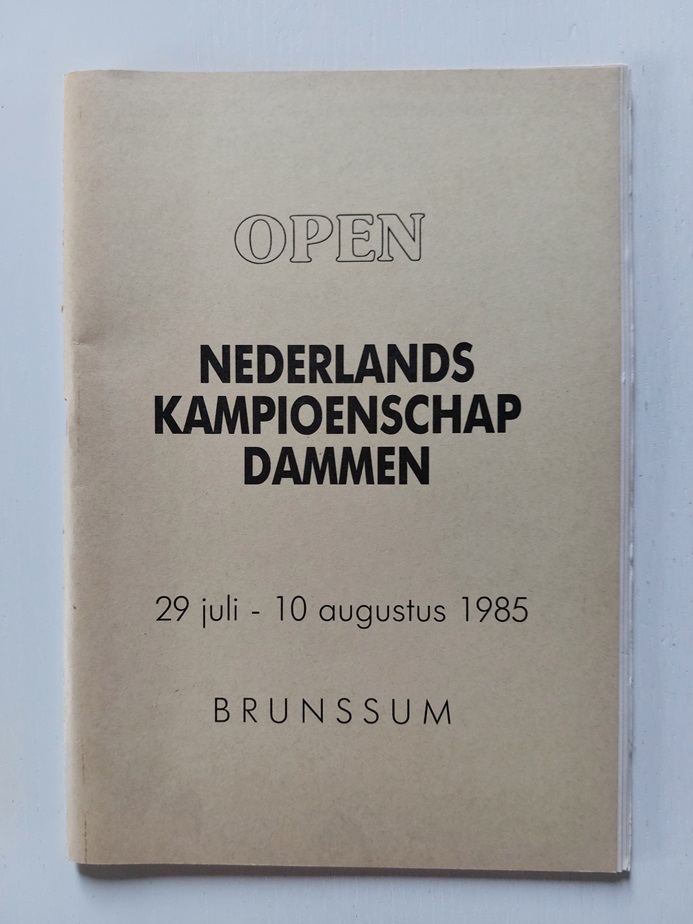 OPEN
NEDERLANDS
KAMPIOENSCHAP
DAMMEN
29 juli - 10 augustus 1985
BRUNSSUM